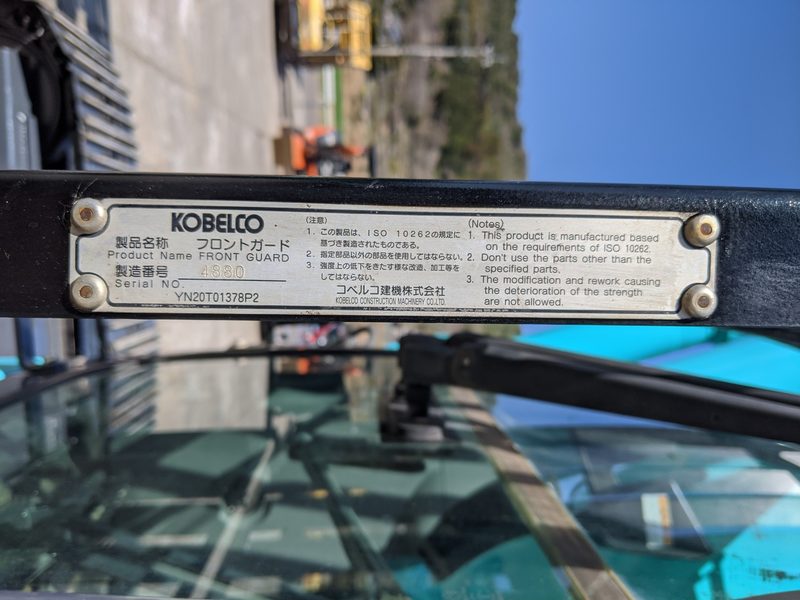 KOBELCO
製品名称 フロントガード
Product Name FRONT GUARD
製造番号 4880
Serial NO.
YN20T01378P2
(注意)
1. この製品は、ISO 10262の規定に
基づき製造されたものである。
2. 指定部品以外の部品を使用してはならない。
3. 強度上の低下をきたす様な改造、加工等を
してはならない。
コベルコ建機株式会社
KOBELCO CONSTRUCTION MACHINERY CO.,LTD.
(Notes)
1. This product is manufactured based
on the requirements of ISO 10262.
2. Don't use the parts other than the
specified parts.
3. The modification and rework causing
the deterioration of the strength
are not allowed.